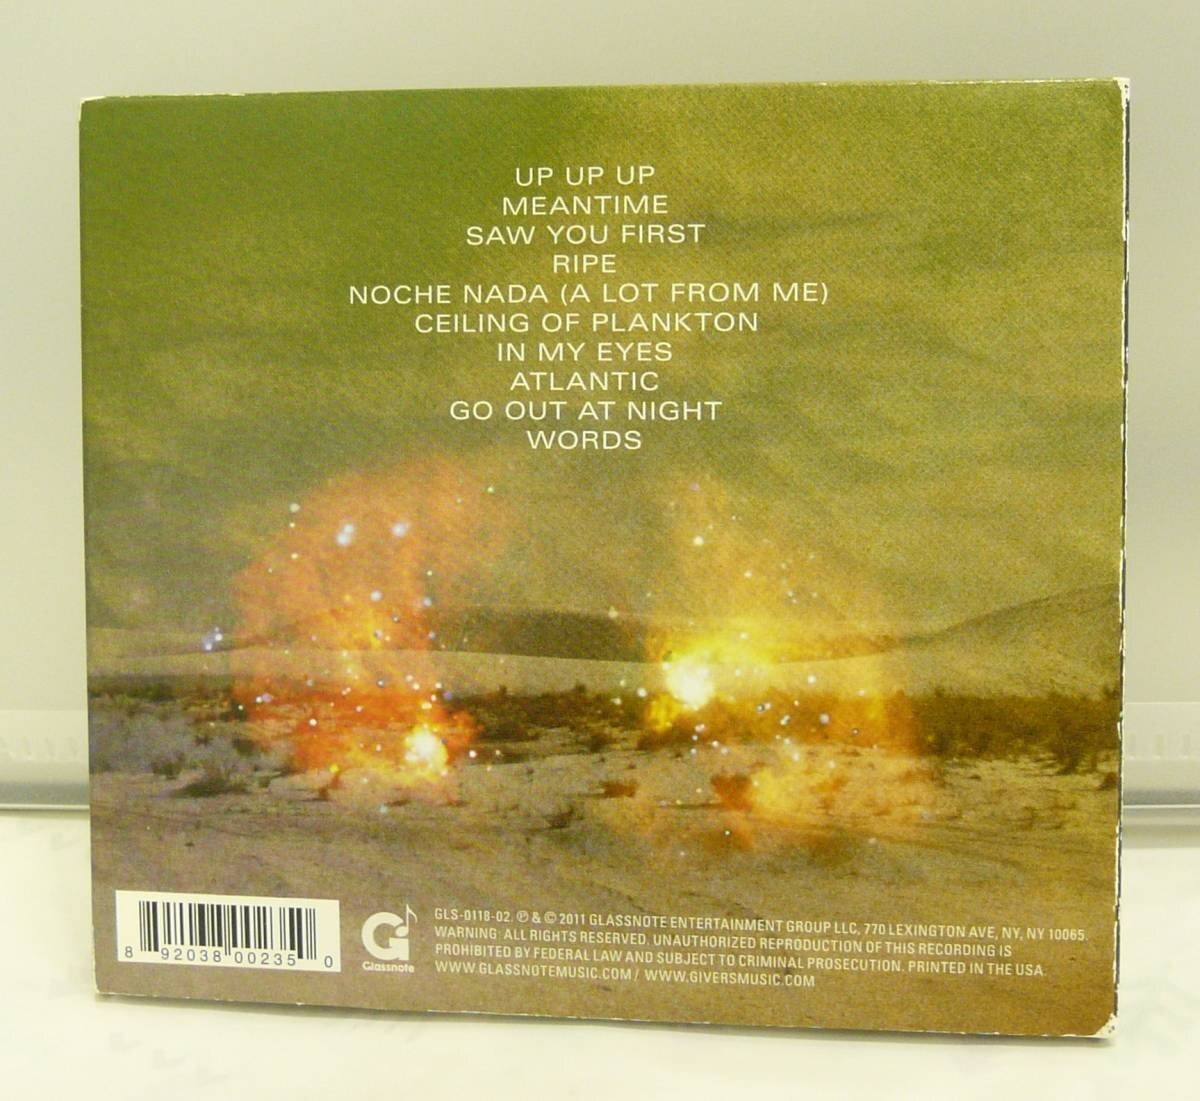 UP UP UP
MEANTIME
SAW YOU FIRST
RIPE
NOCHE NADA (A LOT FROM ME)
CEILING OF PLANKTON
IN MY EYES
ATLANTIC
GO OUT AT NIGHT
WORDS
8 92038 00235 0
G
Glassnote
GLS-0118-02. ℗ & © 2011 GLASSNOTE ENTERTAINMENT GROUP LLC, 770 LEXINGTON AVE, NY, NY 10065.
WARNING: ALL RIGHTS RESERVED. UNAUTHORIZED REPRODUCTION OF THIS RECORDING IS
PROHIBITED BY FEDERAL LAW AND SUBJECT TO CRIMINAL PROSECUTION. PRINTED IN THE USA.
WWW.GLASSNOTEMUSIC.COM / WWW.GIVERSMUSIC.COM